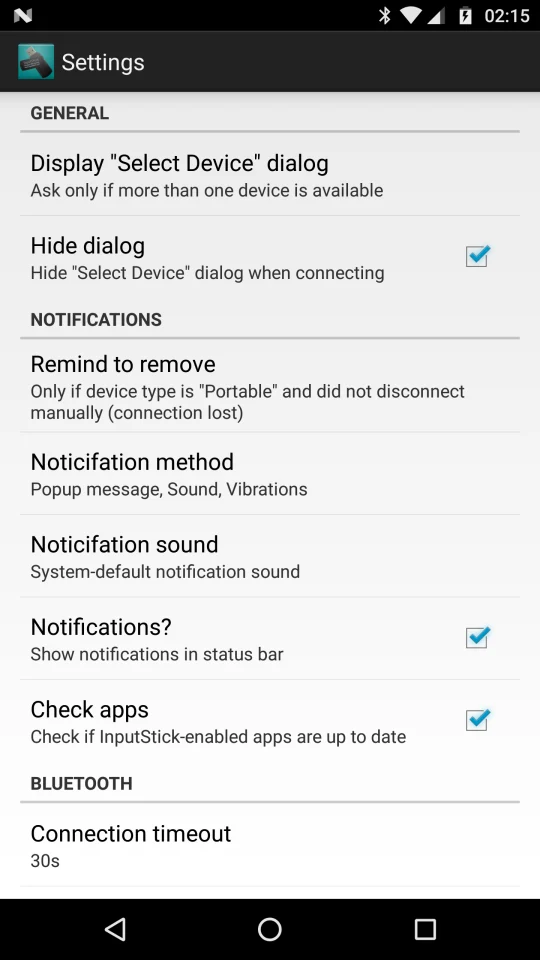 02:15
Settings
GENERAL
Display "Select Device" dialog
Ask only if more than one device is available
Hide dialog
Hide "Select Device" dialog when connecting
NOTIFICATIONS
Remind to remove
Only if device type is "Portable" and did not disconnect
manually (connection lost)
Noticifation method
Popup message, Sound, Vibrations
Noticifation sound
System-default notification sound
Notifications?
Show notifications in status bar
Check apps
Check if InputStick-enabled apps are up to date
BLUETOOTH
Connection timeout
30s